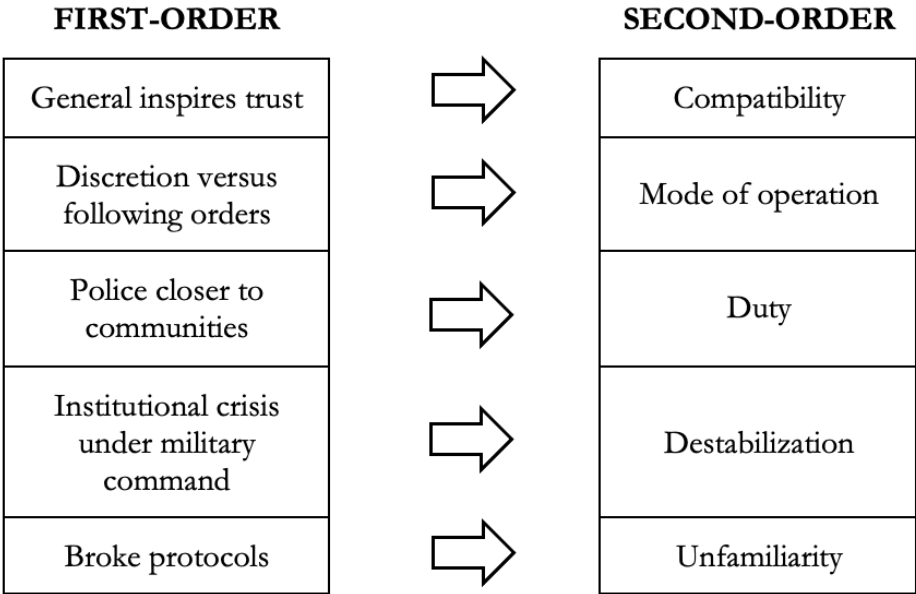 FIRST-ORDER
SECOND-ORDER
General inspires trust
Compatibility
Discretion versus
following orders
Mode of operation
Police closer to
communities
Duty
Institutional crisis
under military
command
Destabilization
Broke protocols
Unfamiliarity